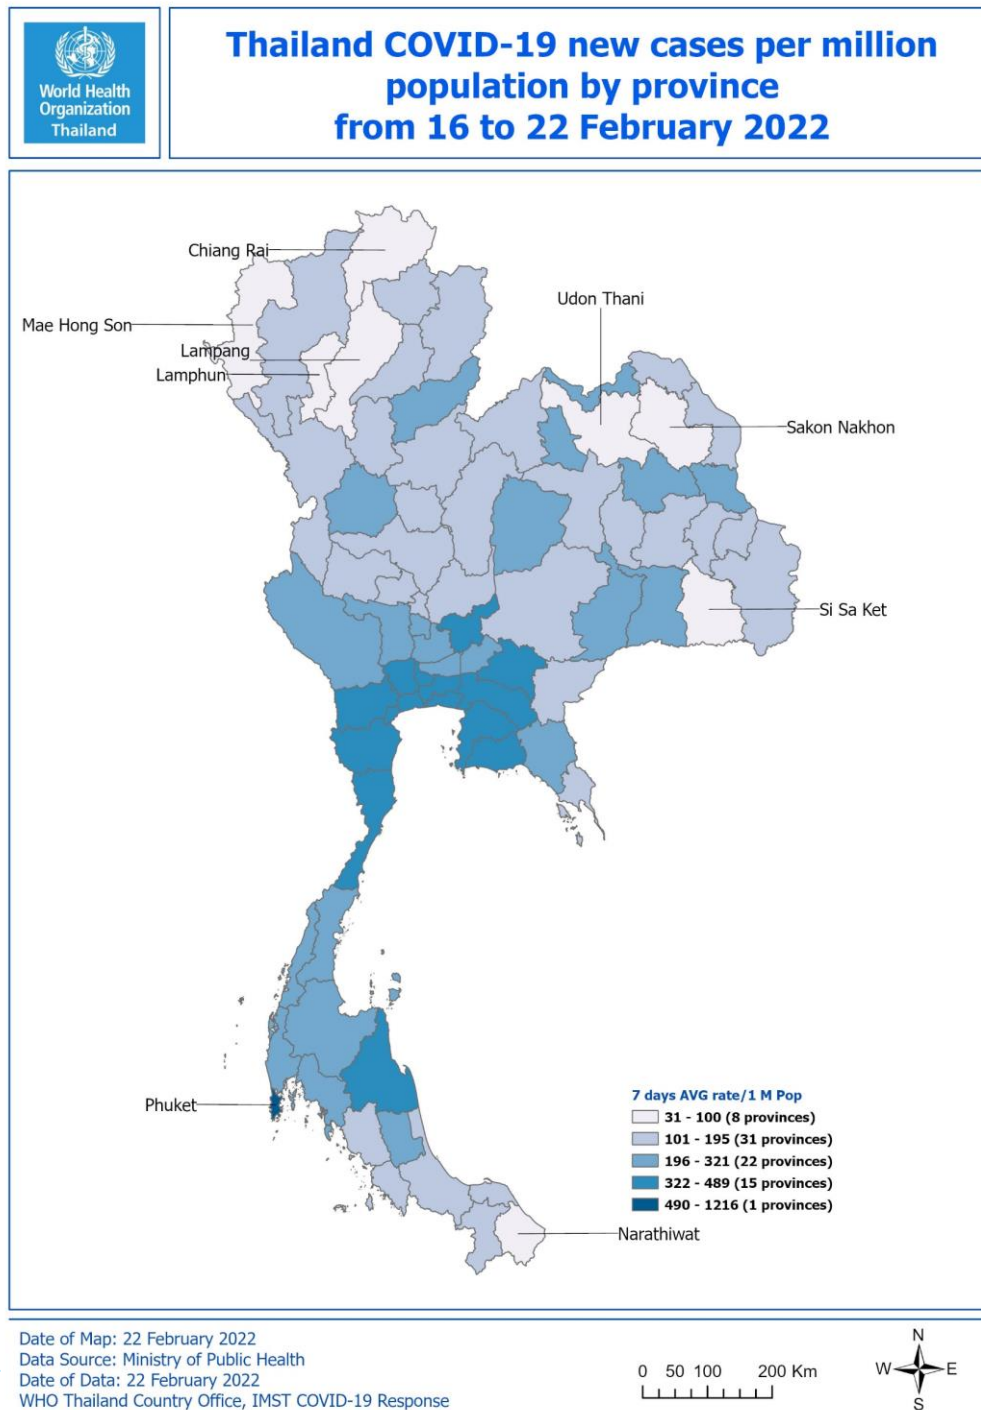 World Health
Organization
Thailand
Thailand COVID-19 new cases per million
population by province
from 16 to 22 February 2022
Chiang Rai
Udon Thani
Mae Hong Son
Lampang
Lamphun
Sakon Nakhon
Si Sa Ket
Phuket
7 days AVG rate/1 M Pop
31 - 100 (8 provinces)
101 - 195 (31 provinces)
196 - 321 (22 provinces)
322 - 489 (15 provinces)
490 - 1216 (1 provinces)
Narathiwat
Date of Map: 22 February 2022
Data Source: Ministry of Public Health
Date of Data: 22 February 2022
WHO Thailand Country Office, IMST COVID-19 Response
0 50 100 200 Km
N
W E
S